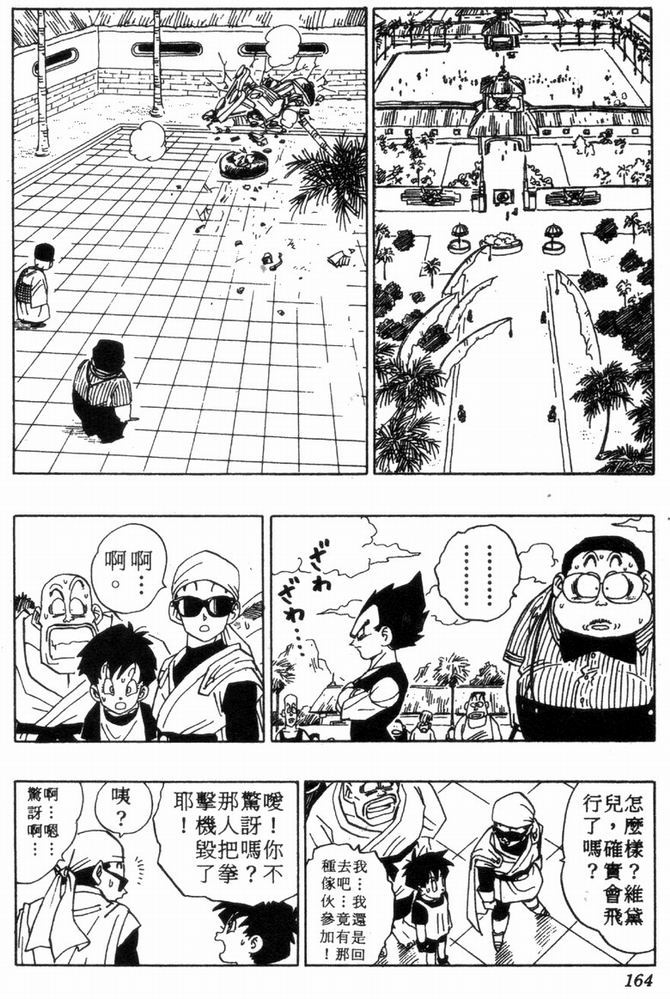 ………
ざわ
ざわ…
啊…
啊。
怎麼樣？維黛
兒，確實會飛
行了嗎？
我…我還是回
去吧…竟有那
種傢伙參加！
噯！你不
驚訝嗎？
那人把拳
擊機毀了
耶！
咦？
啊…嗯…
驚訝啊…
164